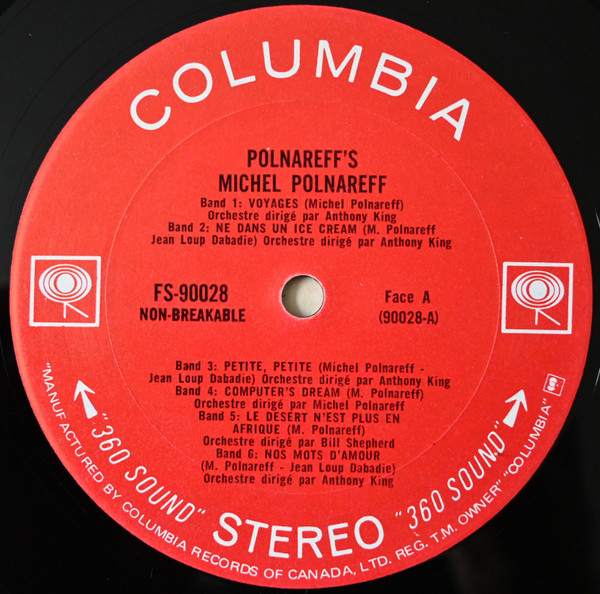 COLUMBIA
POLNAREFF'S
MICHEL POLNAREFF
Band 1: VOYAGES (Michel Polnareff)
Orchestre dirigé par Anthony King
Band 2: NE DANS UN ICE CREAM (M. Polnareff
Jean Loup Dabadie) Orchestre dirigé par Anthony King
FS-90028
NON-BREAKABLE
Face A
(90028-A)
Band 3: PETITE, PETITE (Michel Polnareff -
Jean Loup Dabadie) Orchestre dirigé par Anthony King
Band 4: COMPUTER'S DREAM (M. Polnareff)
Orchestre dirigé par Michel Polnareff
Band 5: LE DESERT N'EST PLUS EN
AFRIQUE (M. Polnareff)
Orchestre dirigé par Bill Shepherd
Band 6: NOS MOTS D'AMOUR
(M. Polnareff - Jean Loup Dabadie)
Orchestre dirigé par Anthony King
"360 SOUND" STEREO "360 SOUND"
"MANUFACTURED BY COLUMBIA RECORDS OF CANADA, LTD. REG. T.M. OWNER" "COLUMBIA"